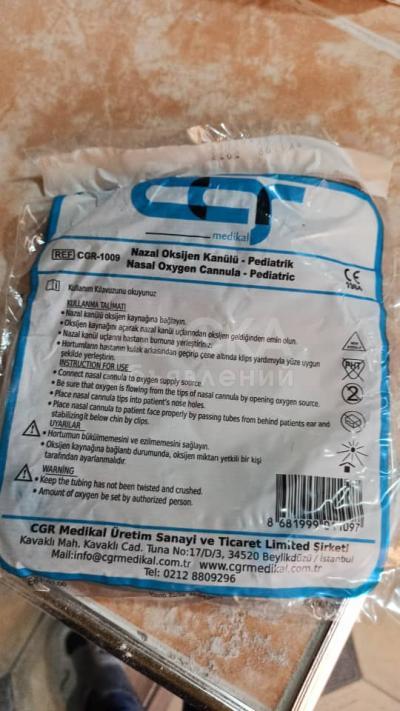 cgr
medikal
REF CGR-1009
Nazal Oksijen Kanülü - Pediatrik
Nasal Oxygen Cannula - Pediatric
CE
Kullanım Kılavuzunu okuyunuz
KULLANMA TALİMATI
• Nazal kanülü oksijen kaynağına bağlayın.
• Oksijen kaynağını açarak nazal kanül uçlarından oksijen geldiğinden emin olun.
• Nazal kanül uçlarını hastanın burnuna yerleştiriniz.
• Hortumların hastanın kulak arkasından geçirip çene altında klips yardımıyla yüze uygun
şekilde yerleştirin.
INSTRUCTION FOR USE
• Connect nasal cannula to oxygen supply source.
• Be sure that oxygen is flowing from the tips of nasal cannula by opening oxygen source.
• Place nasal cannula tips into patient's nose holes.
• Place nasal cannula to patient face properly by passing tubes from behind patients ear and
stabilizing it below chin by clips.
PHT
2
UYARILAR
• Hortumun bükülmemesini ve ezilmemesini sağlayın.
• Oksijen kaynağına bağlantı durumunda, oksijen miktarı yetkili bir kişi
tarafından ayarlanmalıdır.
WARNING
• Keep the tubing has not been twisted and crushed.
• Amount of oxygen be set by authorized person.
CGR Medikal Üretim Sanayi ve Ticaret Limited Şirketi
Kavaklı Mah. Kavaklı Cad. Tuna No:17/D/3, 34520 Beylikdüzü / İstanbul
Mail:info@cgrmedikal.com.tr www.cgrmedikal.com.tr
Tel: 0212 8809296